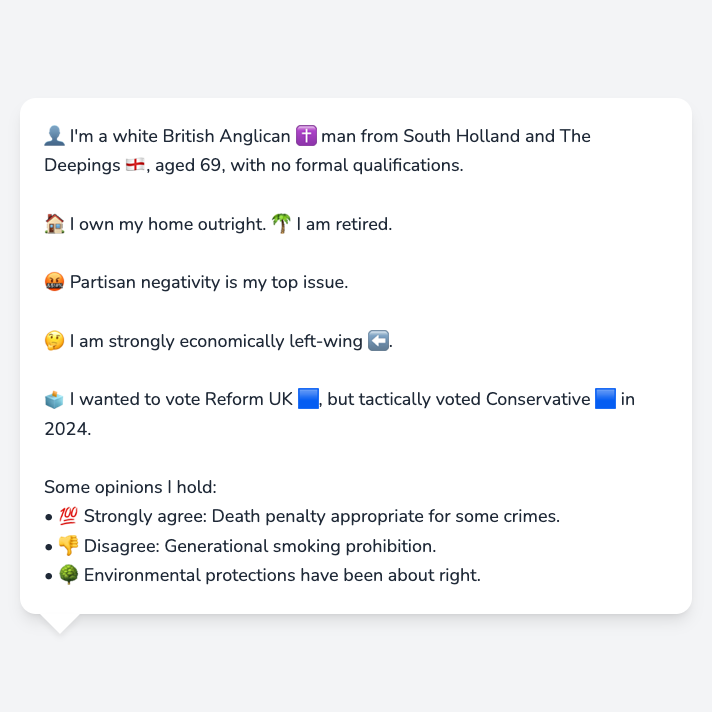 👤 I'm a white British Anglican ✝️ man from South Holland and The
Deepings 🏴󠁧󠁢󠁥󠁮󠁧󠁿, aged 69, with no formal qualifications.
🏠 I own my home outright. 🌴 I am retired.
🤬 Partisan negativity is my top issue.
🤔 I am strongly economically left-wing ⬅️.
🗳️ I wanted to vote Reform UK 🟦, but tactically voted Conservative 🟦 in
2024.
Some opinions I hold:
• 💯 Strongly agree: Death penalty appropriate for some crimes.
• 👎 Disagree: Generational smoking prohibition.
• 🌳 Environmental protections have been about right.